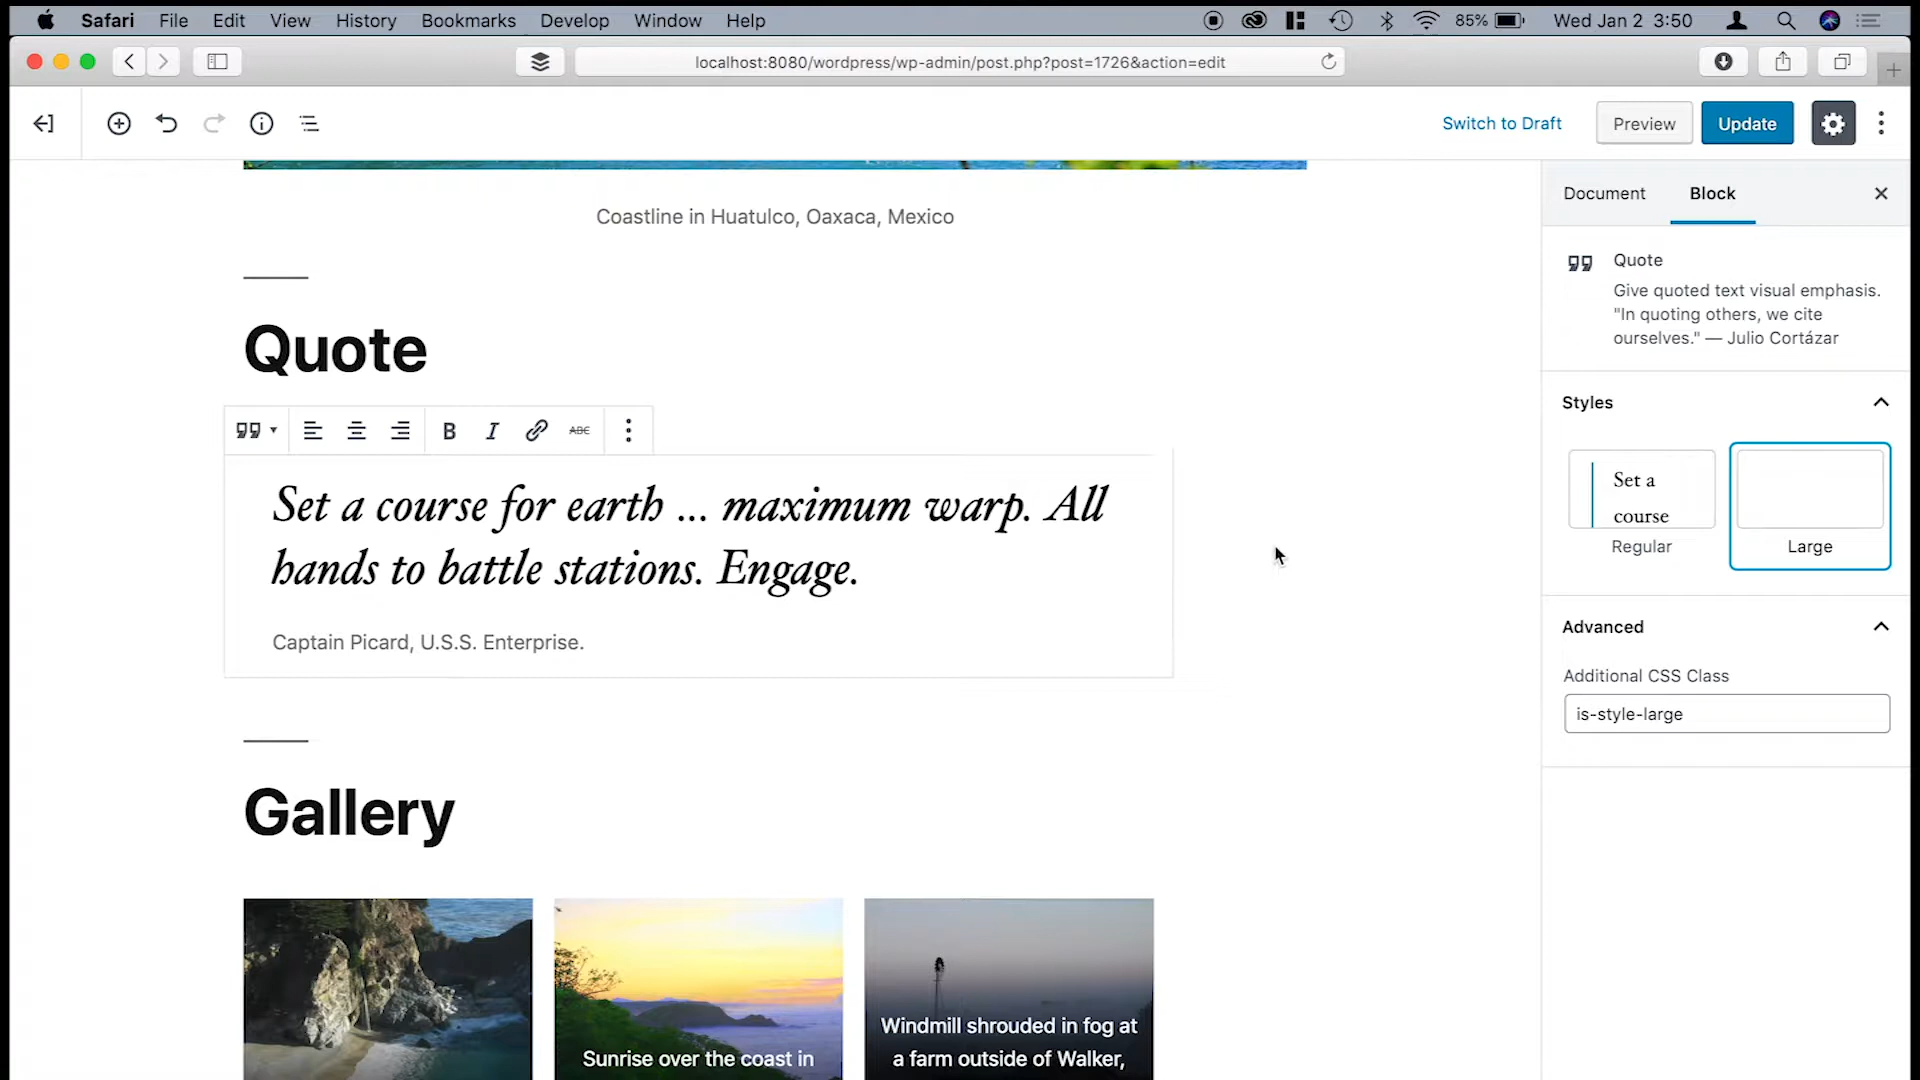 Safari File Edit View History Bookmarks Develop Window Help 85% Wed Jan 2 3:50
localhost:8080/wordpress/wp-admin/post.php?post=1726&action=edit
Switch to Draft Preview Update
Coastline in Huatulco, Oaxaca, Mexico
Quote
B I ABC
Set a course for earth ... maximum warp. All
hands to battle stations. Engage.
Captain Picard, U.S.S. Enterprise.
Gallery
Sunrise over the coast in
Windmill shrouded in fog at
a farm outside of Walker,
Document Block
Quote
Give quoted text visual emphasis.
"In quoting others, we cite
ourselves." — Julio Cortázar
Styles
Set a
course
Regular
Large
Advanced
Additional CSS Class
is-style-large